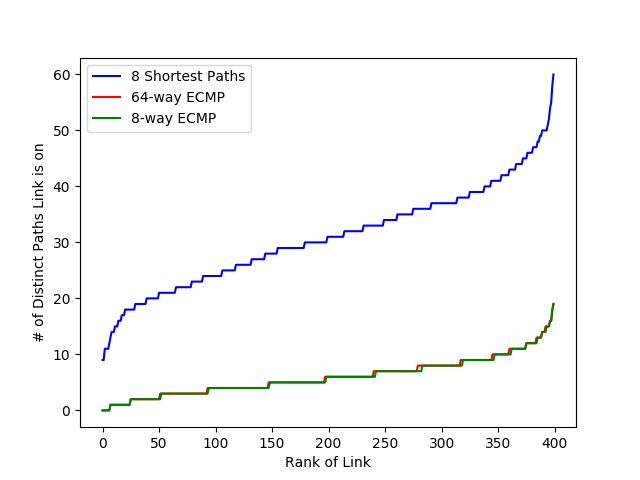 8 Shortest Paths
64-way ECMP
8-way ECMP
# of Distinct Paths Link is on
60
50
40
30
20
10
0
0 50 100 150 200 250 300 350 400
Rank of Link